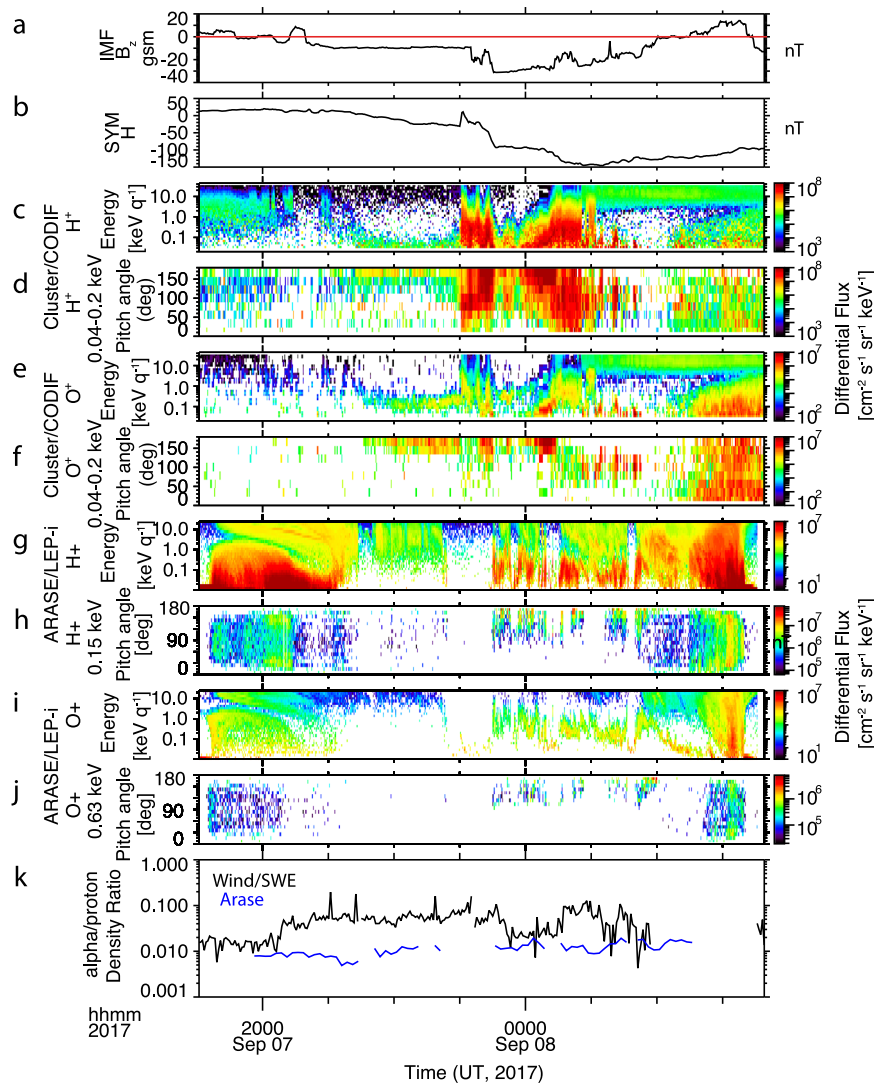 a
IMF
Bz
gsm
20
0
-20
-40
nT
b
SYM
H
50
0
-50
-100
-150
nT
c
Cluster/CODIF
H+
Energy
[keV q-1]
10.0
1.0
0.1
10^8
10^3
d
H+
0.04-0.2 keV
Pitch angle
(deg)
150
100
50
0
10^8
10^3
Differential Flux
[cm-2 s-1 sr-1 keV-1]
e
Cluster/CODIF
O+
Energy
[keV q-1]
10.0
1.0
0.1
10^7
10^2
f
O+
0.04-0.2 keV
Pitch angle
(deg)
150
100
50
0
10^7
10^2
g
ARASE/LEP-i
H+
Energy
[keV q-1]
10.0
1.0
0.1
10^7
10^1
h
H+
0.15 keV
Pitch angle
[deg]
180
90
0
10^7
10^6
10^5
Differential Flux
[cm-2 s-1 sr-1 keV-1]
i
ARASE/LEP-i
O+
Energy
[keV q-1]
10.0
1.0
0.1
10^7
10^1
j
O+
0.63 keV
Pitch angle
[deg]
180
90
0
10^6
10^5
k
alpha/proton
Density Ratio
1.000
0.100
0.010
0.001
Wind/SWE
Arase
hhmm
2017
2000
Sep 07
0000
Sep 08
Time (UT, 2017)